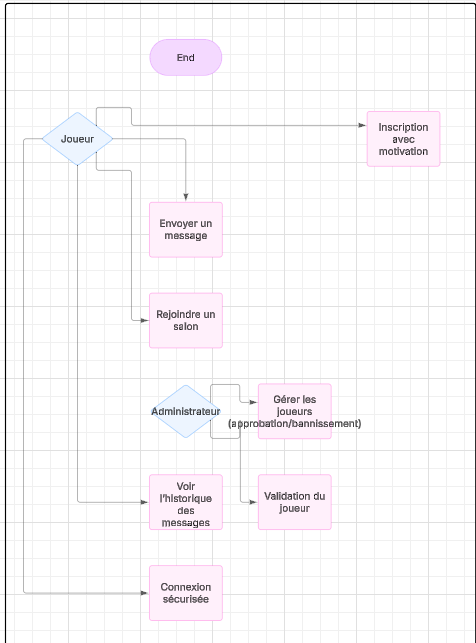 End
Joueur
Inscription
avec
motivation
Envoyer un
message
Rejoindre un
salon
Administrateur
Gérer les
joueurs
(approbation/bannissement)
Voir
l'historique
des
messages
Validation du
joueur
Connexion
sécurisée